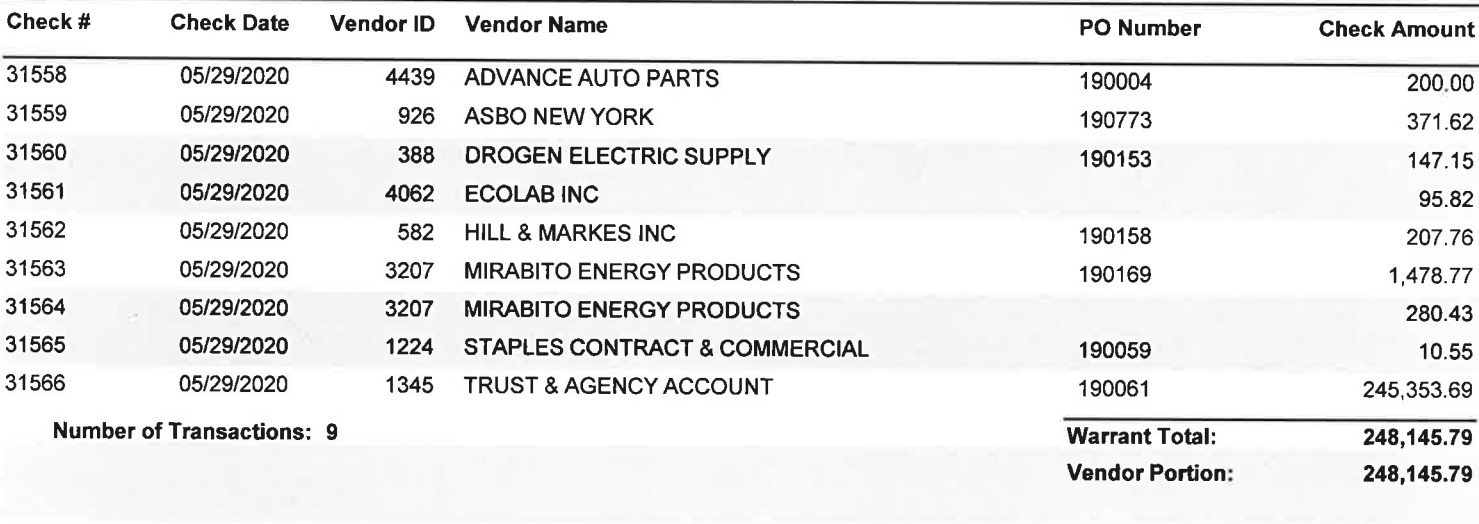 Check # Check Date Vendor ID Vendor Name PO Number Check Amount
31558 05/29/2020 4439 ADVANCE AUTO PARTS 190004 200.00
31559 05/29/2020 926 ASBO NEW YORK 190773 371.62
31560 05/29/2020 388 DROGEN ELECTRIC SUPPLY 190153 147.15
31561 05/29/2020 4062 ECOLAB INC 95.82
31562 05/29/2020 582 HILL & MARKES INC 190158 207.76
31563 05/29/2020 3207 MIRABITO ENERGY PRODUCTS 190169 1,478.77
31564 05/29/2020 3207 MIRABITO ENERGY PRODUCTS 280.43
31565 05/29/2020 1224 STAPLES CONTRACT & COMMERCIAL 190059 10.55
31566 05/29/2020 1345 TRUST & AGENCY ACCOUNT 190061 245,353.69
Number of Transactions: 9 Warrant Total: 248,145.79
Vendor Portion: 248,145.79